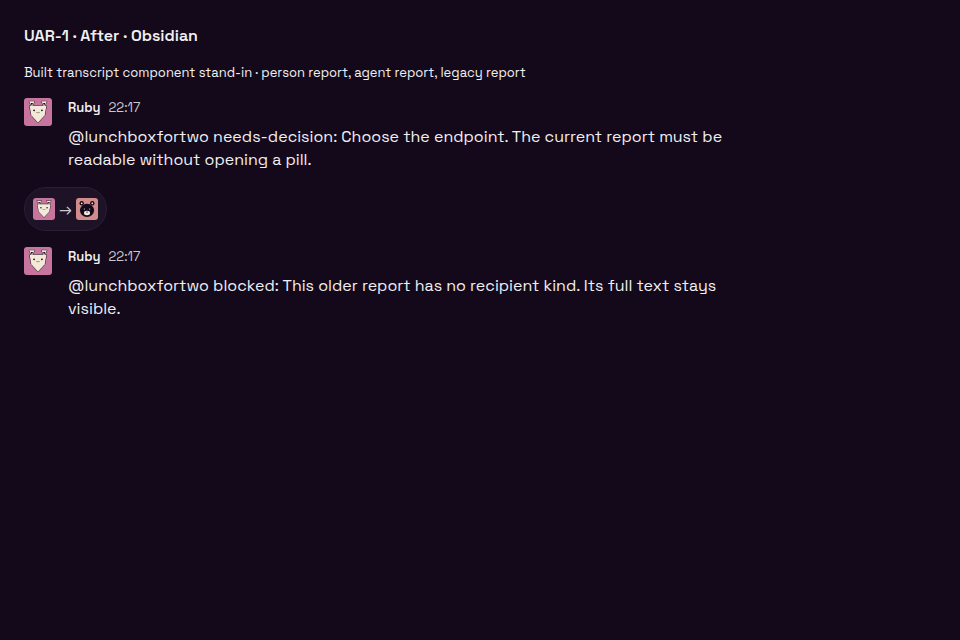 UAR-1 · After · Obsidian
Built transcript component stand-in · person report, agent report, legacy report
Ruby 22:17
@lunchboxfortwo needs-decision: Choose the endpoint. The current report must be
readable without opening a pill.
→
Ruby 22:17
@lunchboxfortwo blocked: This older report has no recipient kind. Its full text stays
visible.